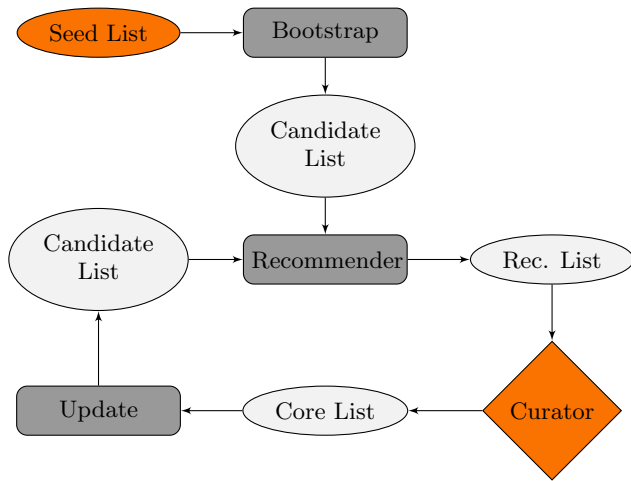 Seed List
Bootstrap
Candidate
List
Candidate
List
Recommender
Rec. List
Update
Core List
Curator